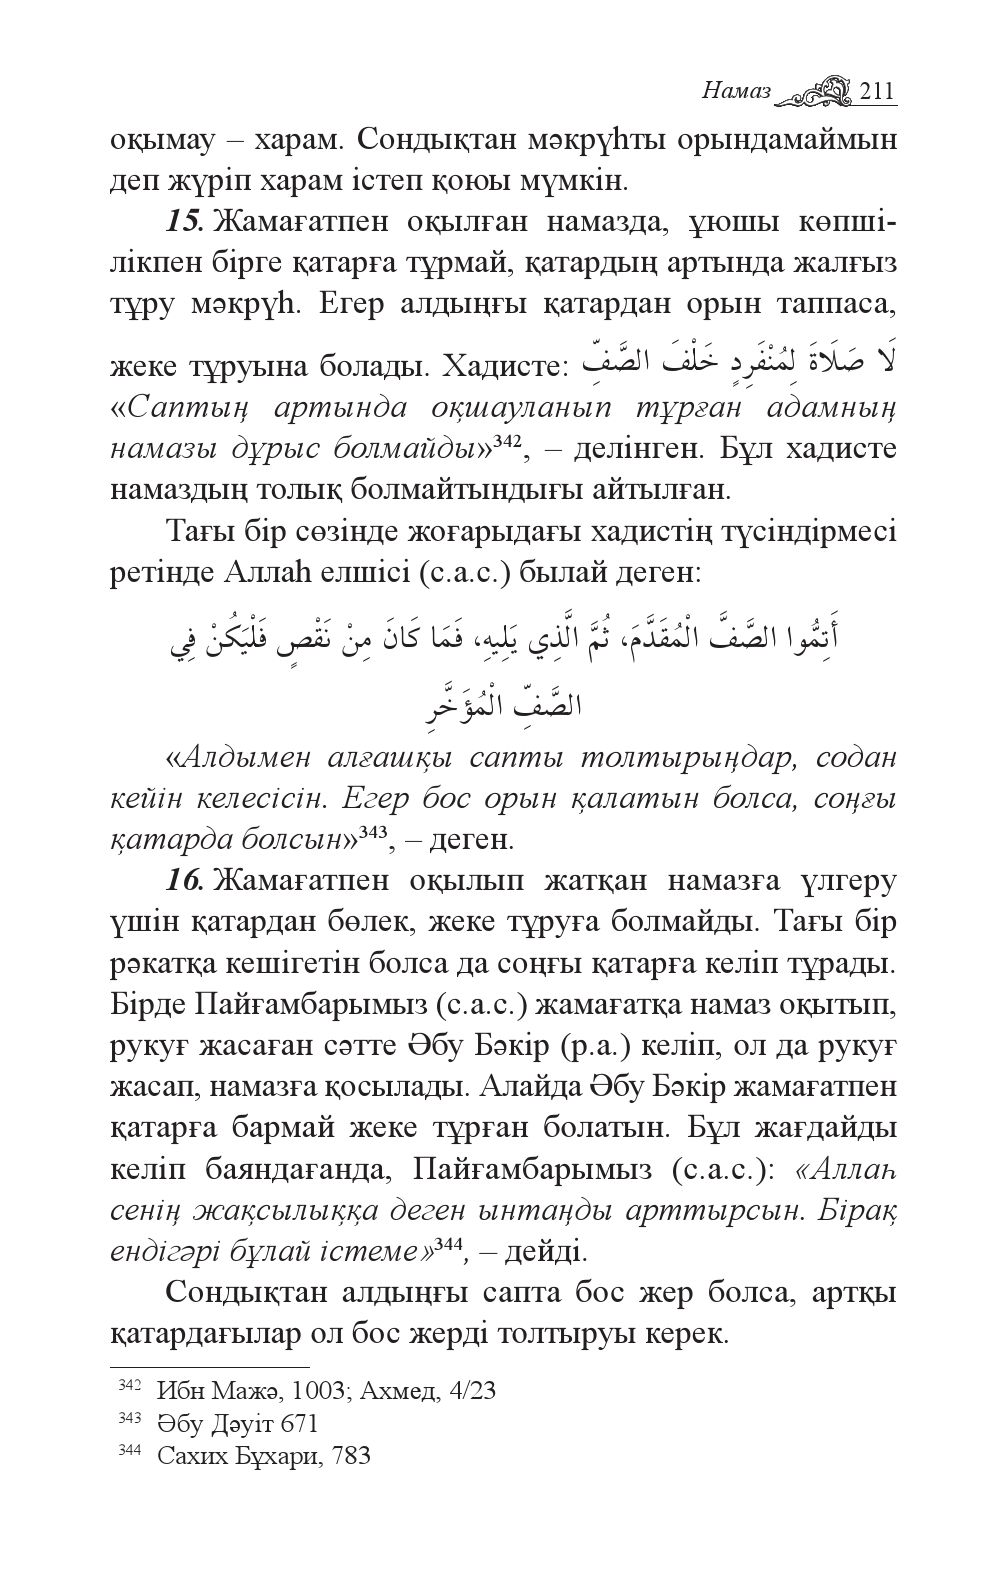 Намаз 211
оқымау – харам. Сондықтан мәкрүһты орындамаймын
деп жүріп харам істеп қоюы мүмкін.
15. Жамағатпен оқылған намазда, ұюшы көпші-
лікпен бірге қатарға тұрмай, қатардың артында жалғыз
тұру мәкрүһ. Егер алдыңғы қатардан орын таппаса,
жеке тұруына болады. Хадисте: لَا صَلَاةَ لِمُنْفَرِدٍ خَلْفَ الصَّفِّ
«Саптың артында оқшауланып тұрған адамның
намазы дұрыс болмайды»³⁴², – делінген. Бұл хадисте
намаздың толық болмайтындығы айтылған.
Тағы бір сөзінде жоғарыдағы хадистің түсіндірмесі
ретінде Аллаһ елшісі (с.а.с.) былай деген:
أَتِمُّوا الصَّفَّ الْمُقَدَّمَ، ثُمَّ الَّذِي يَلِيهِ، فَمَا كَانَ مِنْ نَقْصٍ فَلْيَكُنْ فِي
الصَّفِّ الْمُؤَخَّرِ
«Алдымен алғашқы сапты толтырыңдар, содан
кейін келесісін. Егер бос орын қалатын болса, соңғы
қатарда болсын»³⁴³, – деген.
16. Жамағатпен оқылып жатқан намазға үлгеру
үшін қатардан бөлек, жеке тұруға болмайды. Тағы бір
рәкатқа кешігетін болса да соңғы қатарға келіп тұрады.
Бірде Пайғамбарымыз (с.а.с.) жамағатқа намаз оқытып,
рукуғ жасаған сәтте Әбу Бәкір (р.а.) келіп, ол да рукуғ
жасап, намазға қосылады. Алайда Әбу Бәкір жамағатпен
қатарға бармай жеке тұрған болатын. Бұл жағдайды
келіп баяндағанда, Пайғамбарымыз (с.а.с.): «Аллаһ
сенің жақсылыққа деген ынтаңды арттырсын. Бірақ
ендігәрі бұлай істеме»³⁴⁴, – дейді.
Сондықтан алдыңғы сапта бос жер болса, артқы
қатардағылар ол бос жерді толтыруы керек.
³⁴² Ибн Мажә, 1003; Ахмед, 4/23
³⁴³ Әбу Дәуіт 671
³⁴⁴ Сахих Бұхари, 783